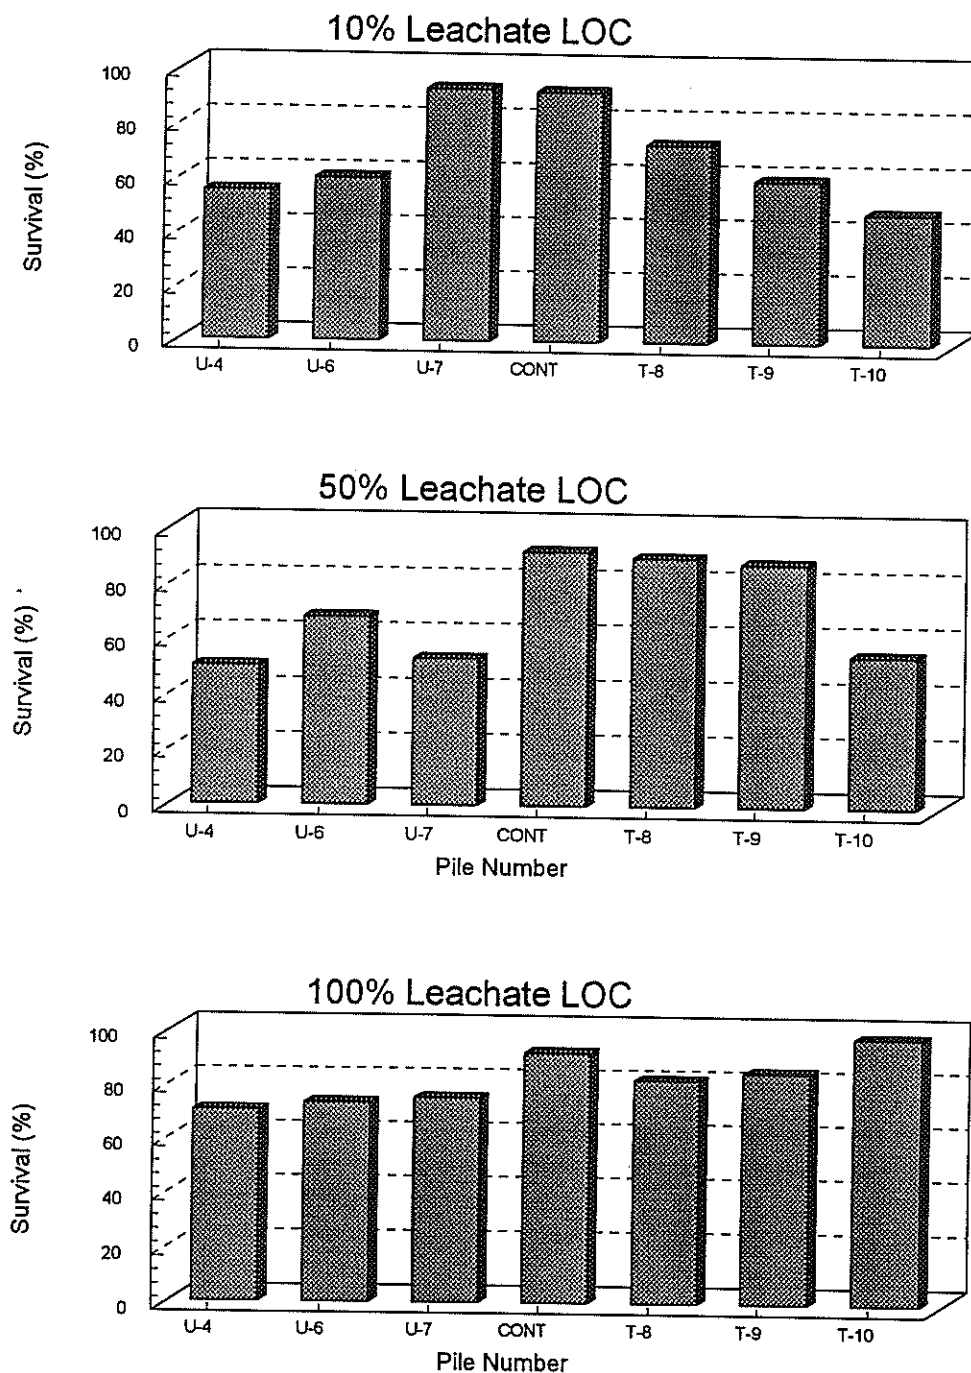 10% Leachate LOC
Survival (%)
100
80
60
40
20
0
U-4 U-6 U-7 CONT T-8 T-9 T-10
50% Leachate LOC
Survival (%)
100
80
60
40
20
0
U-4 U-6 U-7 CONT T-8 T-9 T-10
Pile Number
100% Leachate LOC
Survival (%)
100
80
60
40
20
0
U-4 U-6 U-7 CONT T-8 T-9 T-10
Pile Number